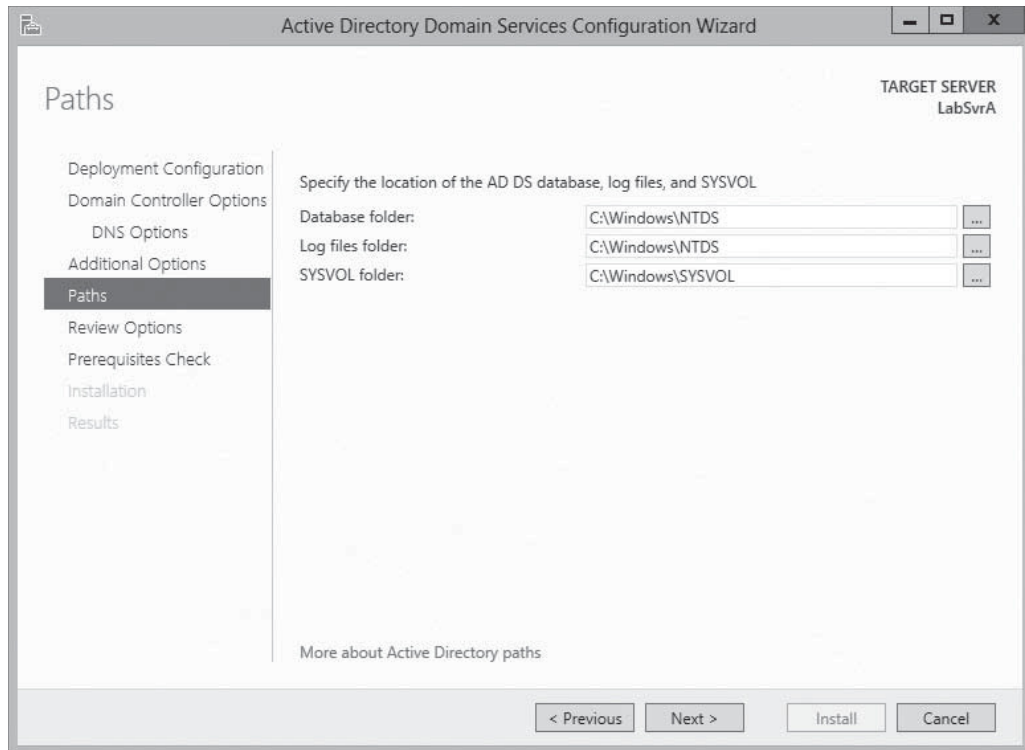 Active Directory Domain Services Configuration Wizard
Paths
TARGET SERVER
LabSvrA
Deployment Configuration
Domain Controller Options
DNS Options
Additional Options
Paths
Review Options
Prerequisites Check
Installation
Results
Specify the location of the AD DS database, log files, and SYSVOL
Database folder: C:\Windows\NTDS ...
Log files folder: C:\Windows\NTDS ...
SYSVOL folder: C:\Windows\SYSVOL ...
More about Active Directory paths
< Previous Next > Install Cancel